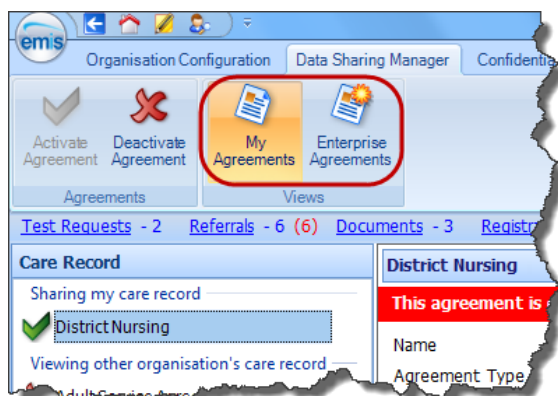 emis
Organisation Configuration Data Sharing Manager
Activate Agreement Deactivate Agreement My Agreements Enterprise Agreements
Agreements Views
Test Requests - 2 Referrals - 6 (6) Documents - 3
Care Record District Nursing
Sharing my care record This agreement is
District Nursing
Name
Viewing other organisation's care record
Agreement Type